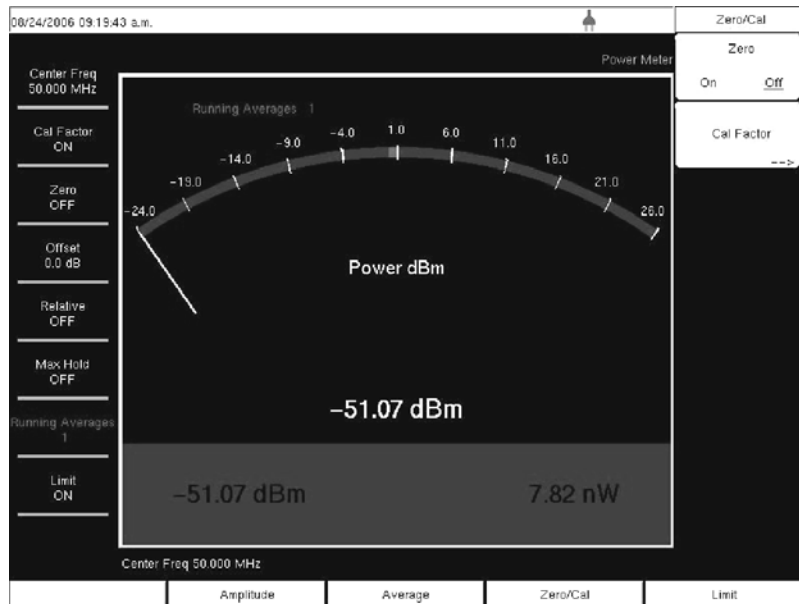 08/24/2006 09:19:43 a.m.
Zero/Cal
Power Meter
Zero
On Off
Cal Factor
-->
Center Freq
50.000 MHz
Cal Factor
ON
Zero
OFF
Offset
0.0 dB
Relative
OFF
Max Hold
OFF
Running Averages
1
Limit
ON
Running Averages 1
-24.0
-19.0
-14.0
-9.0
-4.0
1.0
6.0
11.0
16.0
21.0
26.0
Power dBm
-51.07 dBm
-51.07 dBm 7.82 nW
Center Freq 50.000 MHz
Amplitude Average Zero/Cal Limit